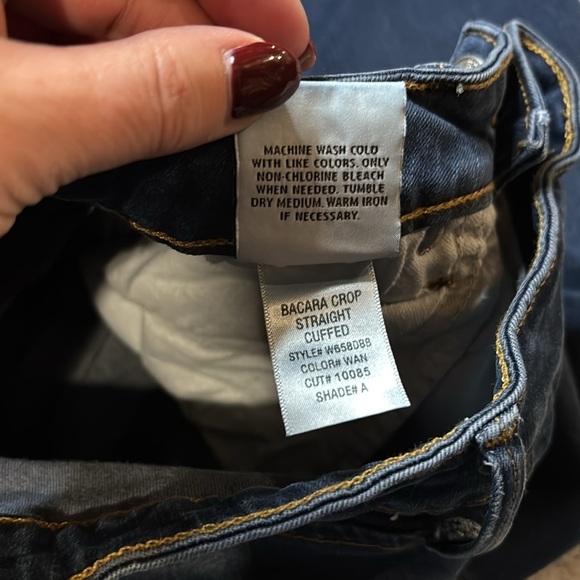 MACHINE WASH COLD
WITH LIKE COLORS. ONLY
NON-CHLORINE BLEACH
WHEN NEEDED. TUMBLE
DRY MEDIUM. WARM IRON
IF NECESSARY.
BACARA CROP
STRAIGHT
CUFFED
STYLE# W658D8B
COLOR# WAN
CUT# 10085
SHADE# A